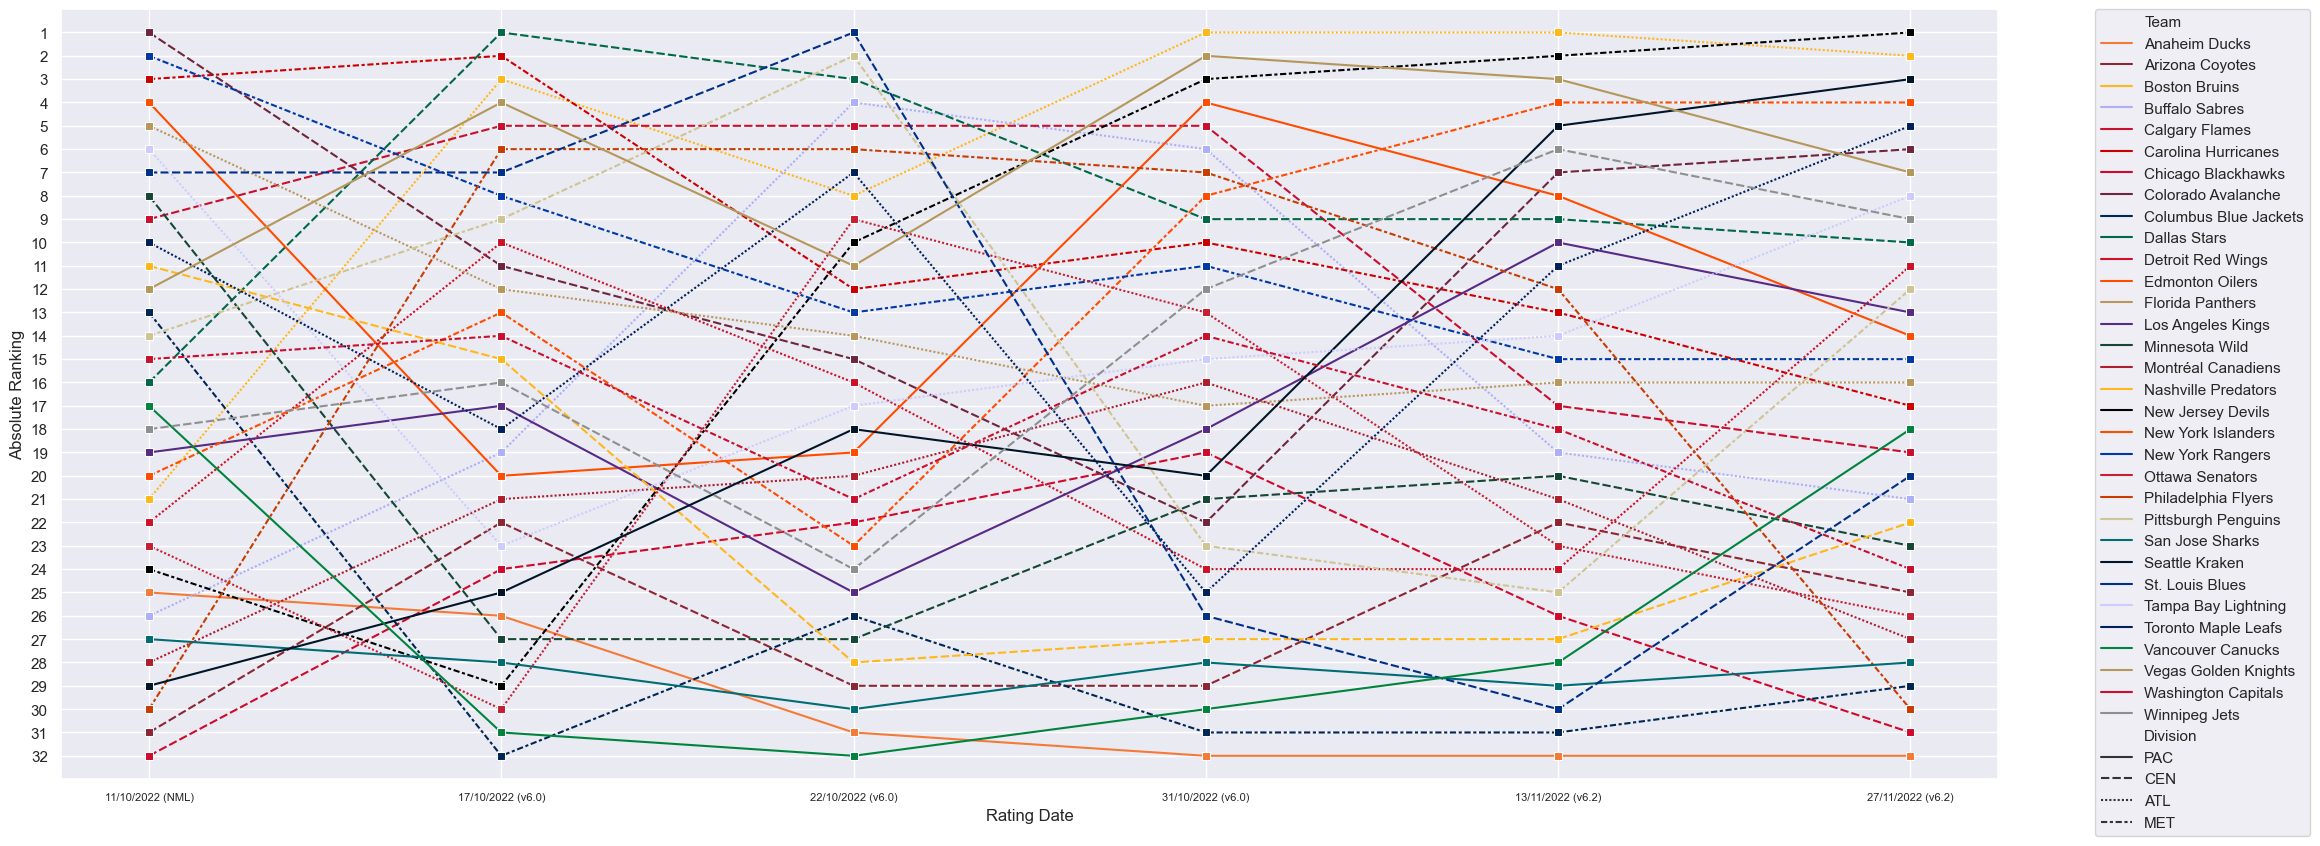 Absolute Ranking
1
2
3
4
5
6
7
8
9
10
11
12
13
14
15
16
17
18
19
20
21
22
23
24
25
26
27
28
29
30
31
32
11/10/2022 (NML)
17/10/2022 (v6.0)
22/10/2022 (v6.0)
31/10/2022 (v6.0)
13/11/2022 (v6.2)
27/11/2022 (v6.2)
Rating Date
Team
Anaheim Ducks
Arizona Coyotes
Boston Bruins
Buffalo Sabres
Calgary Flames
Carolina Hurricanes
Chicago Blackhawks
Colorado Avalanche
Columbus Blue Jackets
Dallas Stars
Detroit Red Wings
Edmonton Oilers
Florida Panthers
Los Angeles Kings
Minnesota Wild
Montréal Canadiens
Nashville Predators
New Jersey Devils
New York Islanders
New York Rangers
Ottawa Senators
Philadelphia Flyers
Pittsburgh Penguins
San Jose Sharks
Seattle Kraken
St. Louis Blues
Tampa Bay Lightning
Toronto Maple Leafs
Vancouver Canucks
Vegas Golden Knights
Washington Capitals
Winnipeg Jets
Division
PAC
CEN
ATL
MET